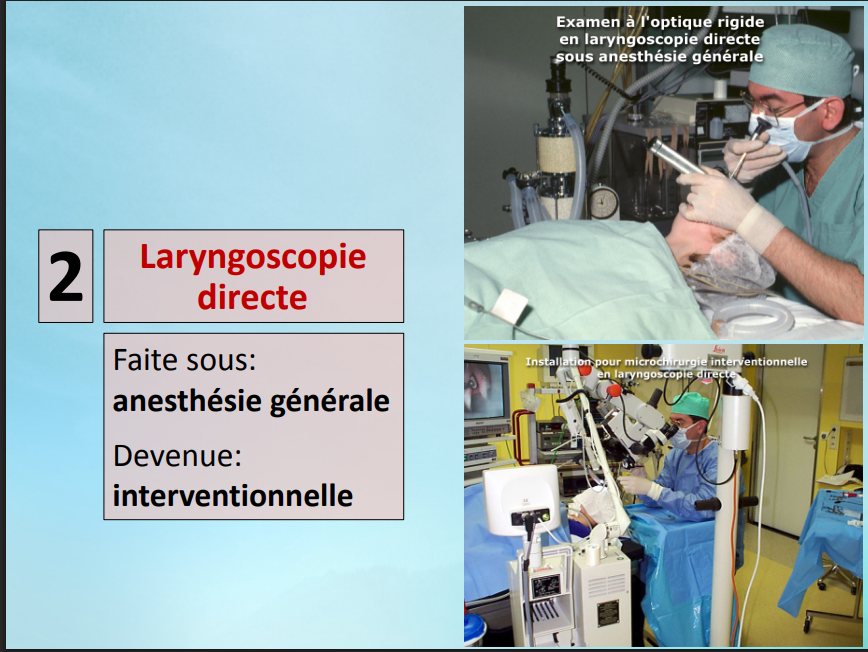 2
Laryngoscopie
directe
Faite sous:
anesthésie générale
Devenue:
interventionnelle
Examen à l'optique rigide
en laryngoscopie directe
sous anesthésie générale
Installation pour microchirurgie interventionnelle
en laryngoscopie directe